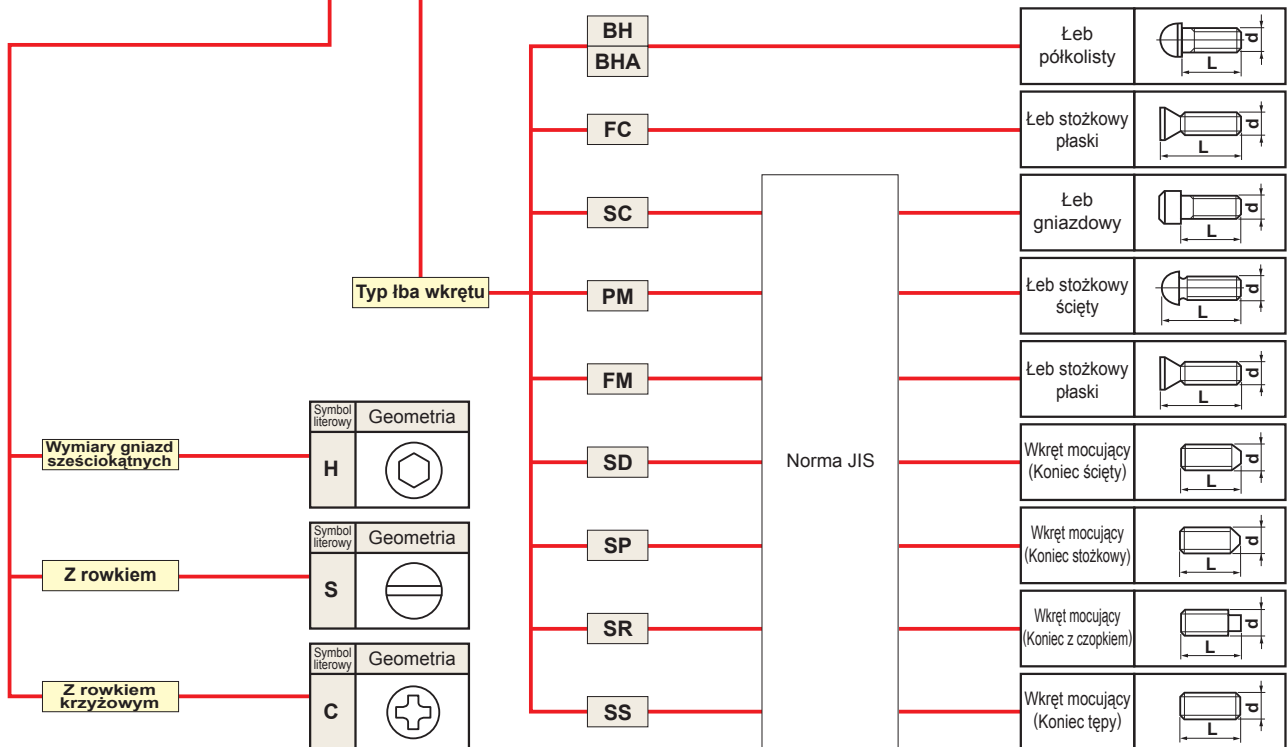 BH
BHA
Łeb
półkolisty
L
d
FC
Łeb stożkowy
płaski
L
d
SC
Łeb
gniazdowy
L
d
Typ łba wkrętu
PM
Łeb stożkowy
ścięty
L
d
FM
Łeb stożkowy
płaski
L
d
Norma JIS
SD
Wkręt mocujący
(Koniec ścięty)
L
d
SP
Wkręt mocujący
(Koniec stożkowy)
L
d
SR
Wkręt mocujący
(Koniec z czopkiem)
L
d
SS
Wkręt mocujący
(Koniec tępy)
L
d
Wymiary gniazd
sześciokątnych
Symbol
literowy
Geometria
H
Z rowkiem
Symbol
literowy
Geometria
S
Z rowkiem
krzyżowym
Symbol
literowy
Geometria
C